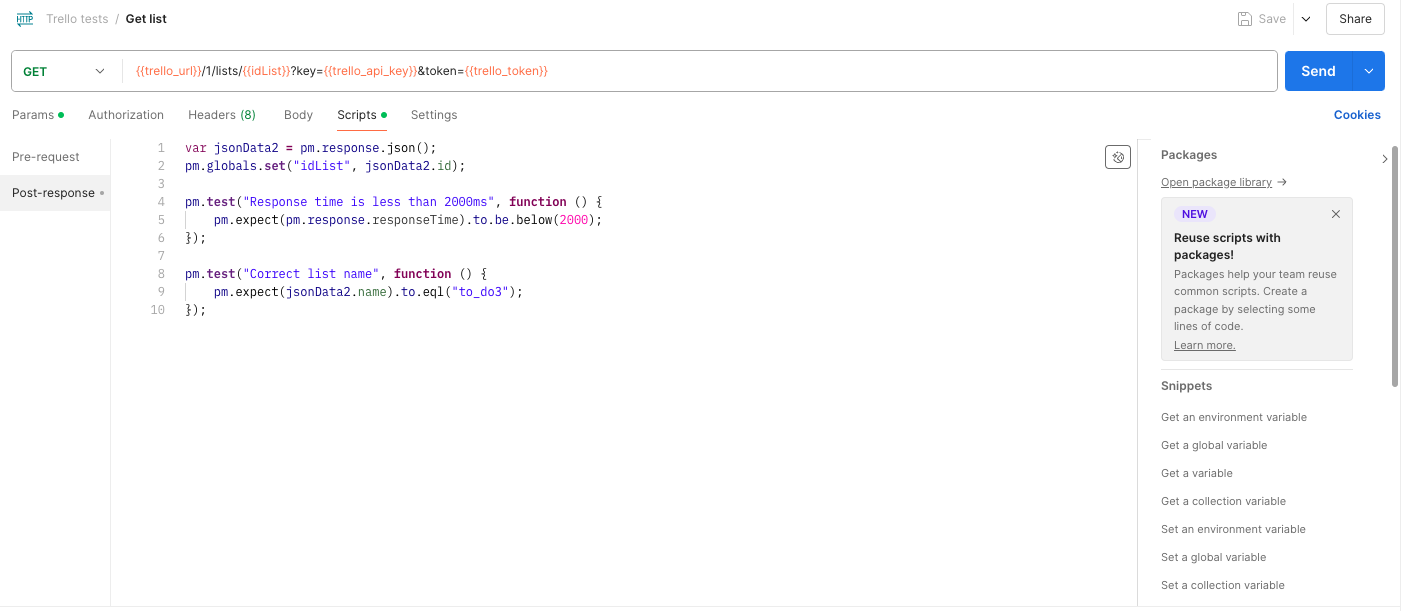 HTTP Trello tests / Get list Save Share
GET {{trello_url}}/1/lists/{{idList}}?key={{trello_api_key}}&token={{trello_token}} Send
Params Authorization Headers (8) Body Scripts Settings Cookies
Pre-request
Post-response
1 var jsonData2 = pm.response.json();
2 pm.globals.set("idList", jsonData2.id);
3
4 pm.test("Response time is less than 2000ms", function () {
5 pm.expect(pm.response.responseTime).to.be.below(2000);
6 });
7
8 pm.test("Correct list name", function () {
9 pm.expect(jsonData2.name).to.eql("to_do3");
10 });
Packages
Open package library →
NEW
Reuse scripts with
packages!
Packages help your team reuse
common scripts. Create a
package by selecting some
lines of code.
Learn more.
Snippets
Get an environment variable
Get a global variable
Get a variable
Get a collection variable
Set an environment variable
Set a global variable
Set a collection variable